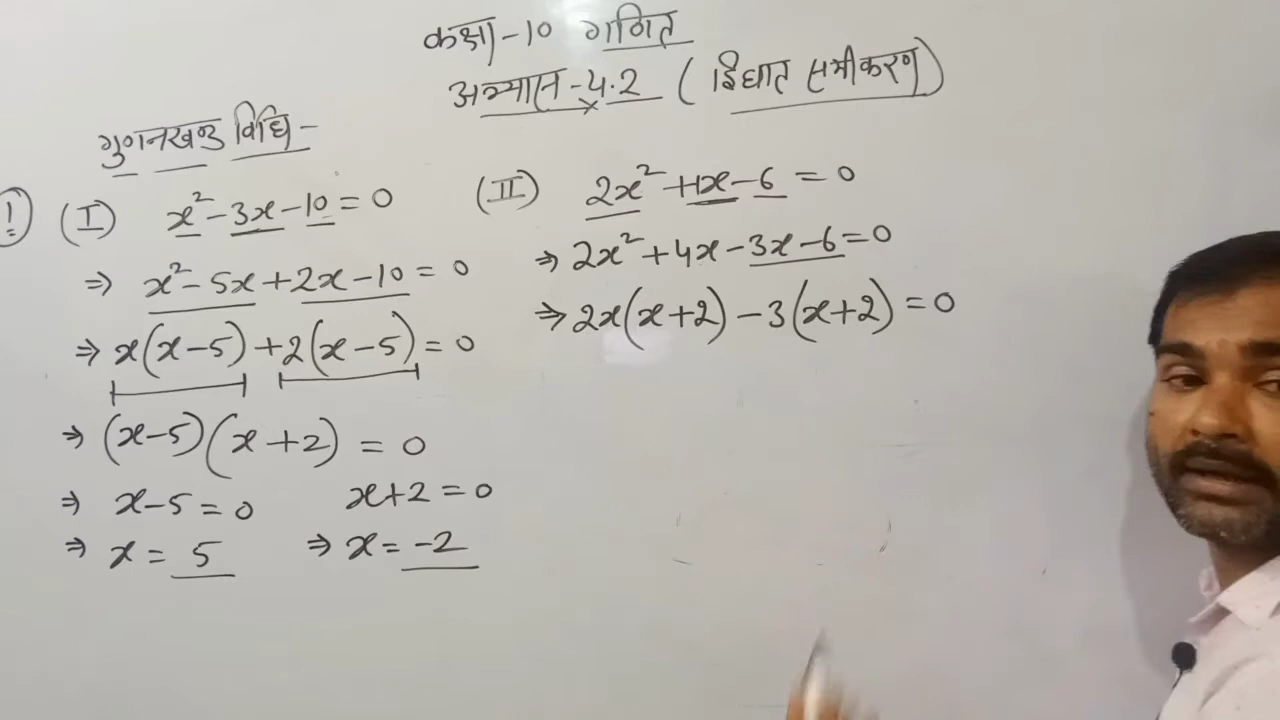 कक्षा-10 गणित
अभ्यास-4.2 (द्विघात समीकरण)
गुणनखण्ड विधि-
1) (I) x² - 3x - 10 = 0
⇒ x² - 5x + 2x - 10 = 0
⇒ x(x-5) + 2(x-5) = 0
⇒ (x-5)(x+2) = 0
⇒ x-5 = 0 x+2 = 0
⇒ x = 5 ⇒ x = -2
(II) 2x² + 1x - 6 = 0
⇒ 2x² + 4x - 3x - 6 = 0
⇒ 2x(x+2) - 3(x+2) = 0